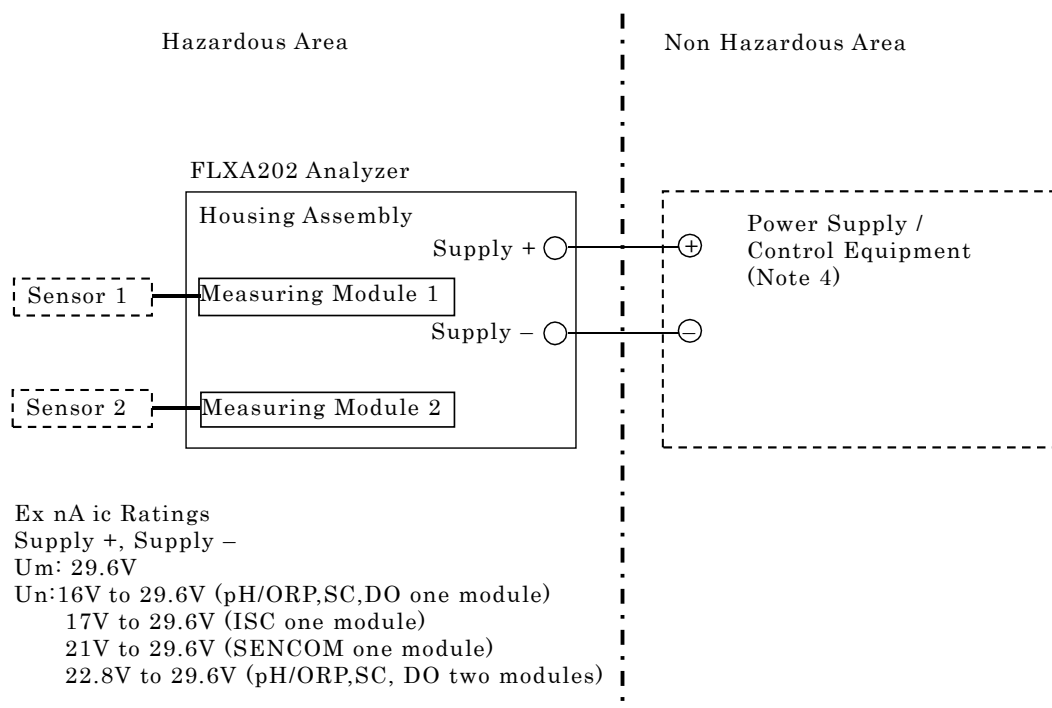 Hazardous Area
Non Hazardous Area
FLXA202 Analyzer
Housing Assembly
Supply +
+
Power Supply /
Control Equipment
(Note 4)
Sensor 1
Measuring Module 1
Supply –
–
Sensor 2
Measuring Module 2
Ex nA ic Ratings
Supply +, Supply –
Um: 29.6V
Un:16V to 29.6V (pH/ORP,SC,DO one module)
17V to 29.6V (ISC one module)
21V to 29.6V (SENCOM one module)
22.8V to 29.6V (pH/ORP,SC, DO two modules)